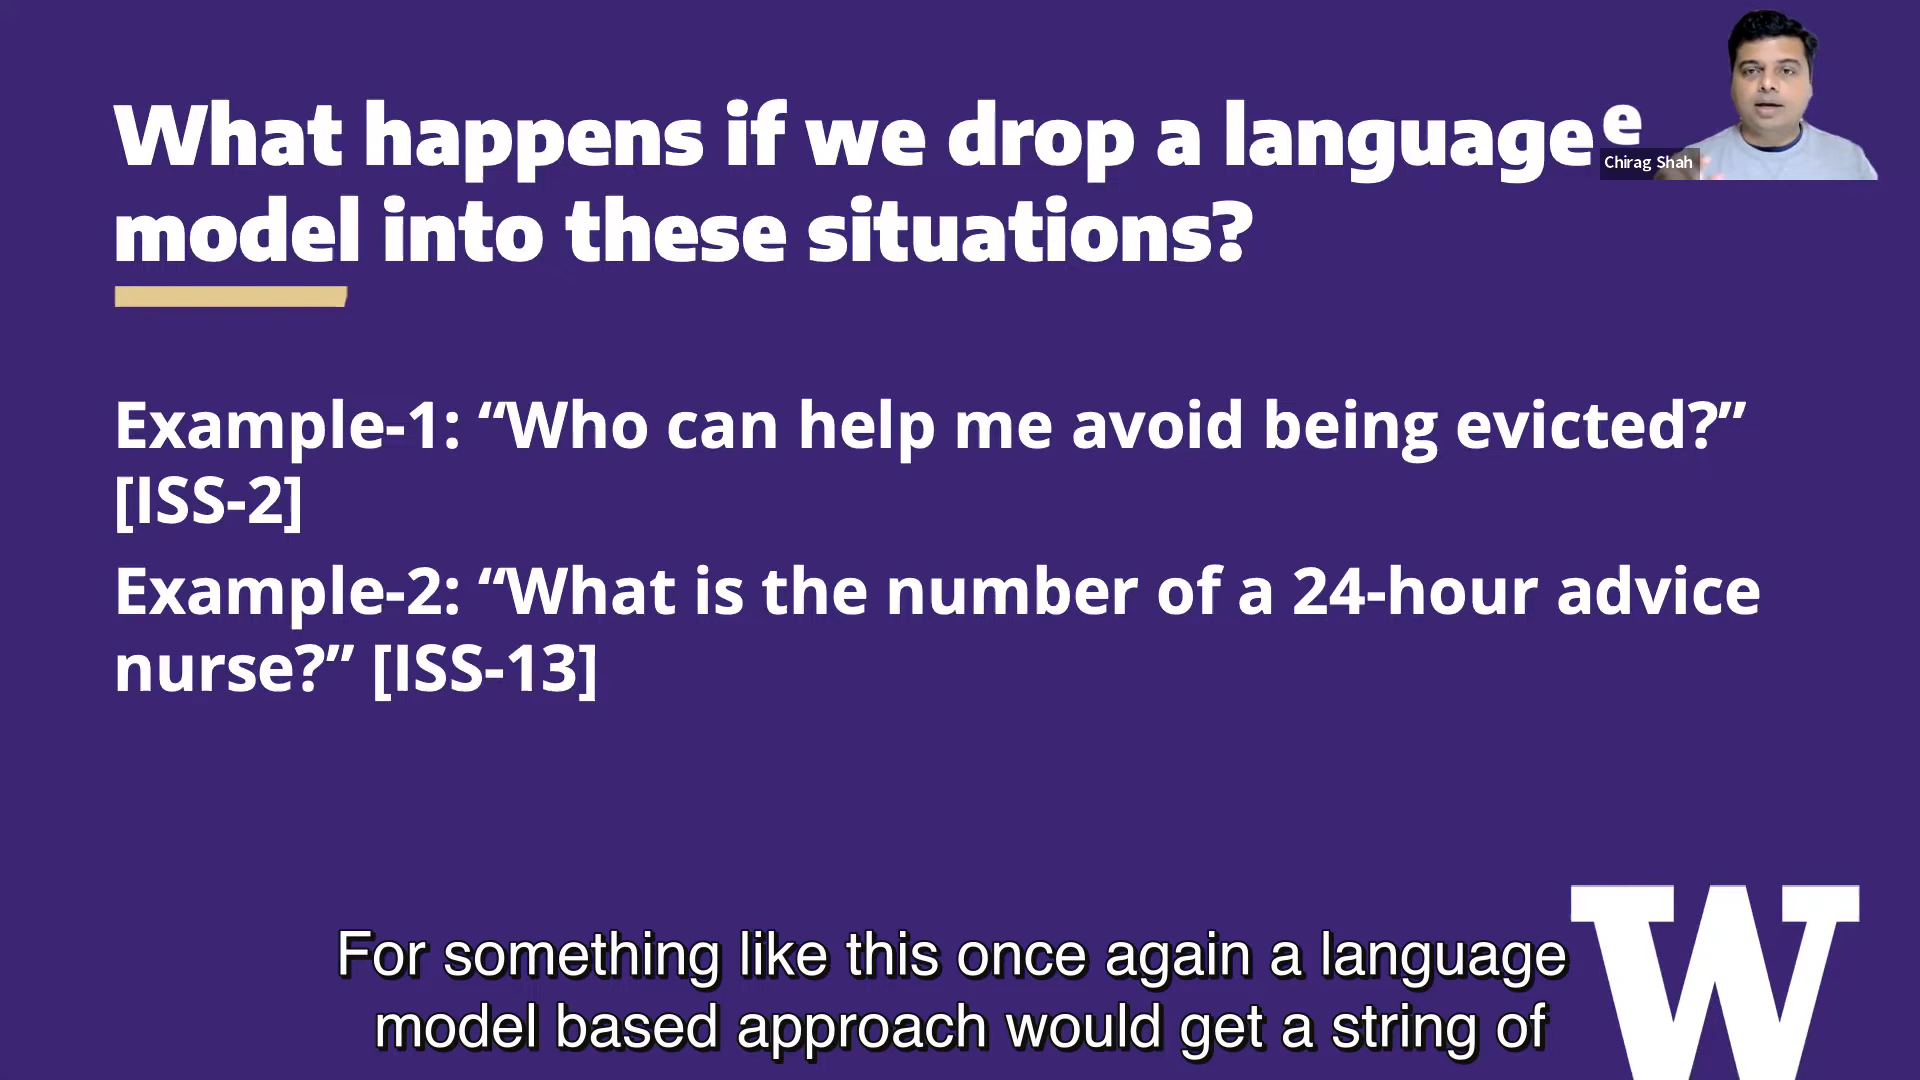 What happens if we drop a language
e
Chirag Shah
model into these situations?
Example-1: “Who can help me avoid being evicted?”
[ISS-2]
Example-2: “What is the number of a 24-hour advice
nurse?” [ISS-13]
For something like this once again a language
model based approach would get a string of
W